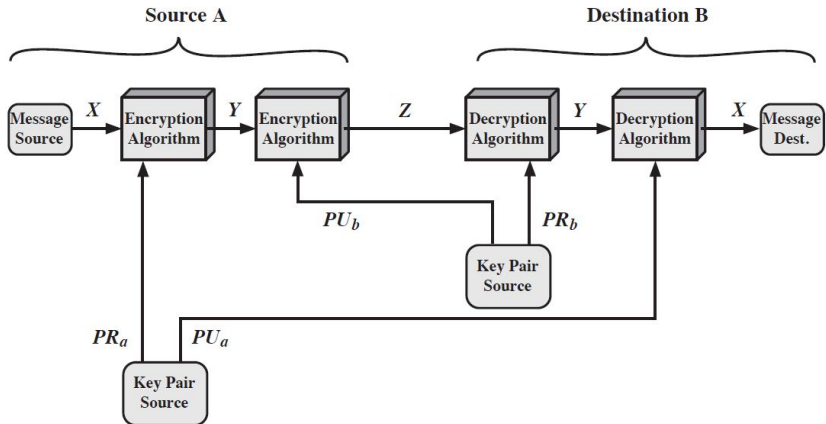 Source A
Destination B
Message
Source
X
Encryption
Algorithm
Y
Encryption
Algorithm
Z
Decryption
Algorithm
Y
Decryption
Algorithm
X
Message
Dest.
PUb
PRb
Key Pair
Source
PRa
PUa
Key Pair
Source